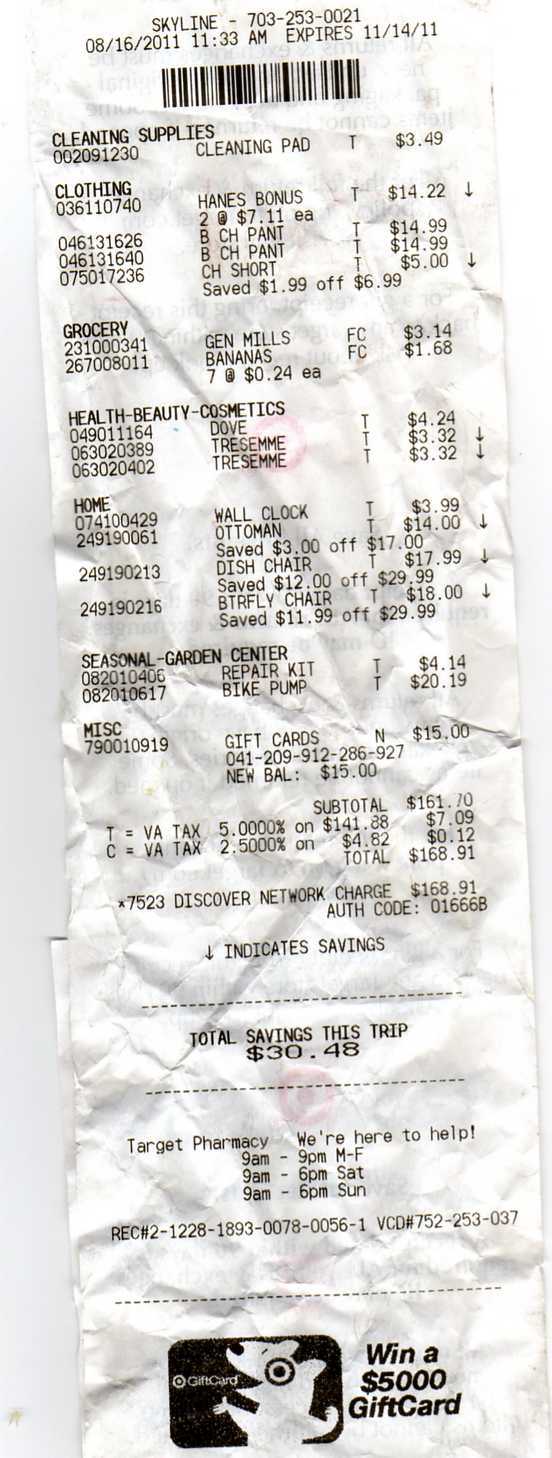 SKYLINE - 703-253-0021
08/16/2011 11:33 AM EXPIRES 11/14/11
CLEANING SUPPLIES
002091230 CLEANING PAD T $3.49
CLOTHING
036110740 HANES BONUS T $14.22 ↓
2 @ $7.11 ea
046131626 B CH PANT T $14.99
046131640 B CH PANT T $14.99
075017236 CH SHORT T $5.00 ↓
Saved $1.99 off $6.99
GROCERY
231000341 GEN MILLS FC $3.14
267008011 BANANAS FC $1.68
7 @ $0.24 ea
HEALTH-BEAUTY-COSMETICS
049011164 DOVE T $4.24
063020389 TRESEMME T $3.32 ↓
063020402 TRESEMME T $3.32 ↓
HOME
074100429 WALL CLOCK T $3.99
249190061 OTTOMAN T $14.00 ↓
Saved $3.00 off $17.00
249190213 DISH CHAIR T $17.99 ↓
Saved $12.00 off $29.99
249190216 BTRFLY CHAIR T $18.00 ↓
Saved $11.99 off $29.99
SEASONAL-GARDEN CENTER
082010406 REPAIR KIT T $4.14
082010617 BIKE PUMP T $20.19
MISC
790010919 GIFT CARDS N $15.00
041-209-912-286-927
NEW BAL: $15.00
SUBTOTAL $161.70
T = VA TAX 5.0000% on $141.88 $7.09
C = VA TAX 2.5000% on $4.82 $0.12
TOTAL $168.91
*7523 DISCOVER NETWORK CHARGE $168.91
AUTH CODE: 01666B
↓ INDICATES SAVINGS
TOTAL SAVINGS THIS TRIP
$30.48
Target Pharmacy We're here to help!
9am - 9pm M-F
9am - 6pm Sat
9am - 6pm Sun
REC#2-1228-1893-0078-0056-1 VCD#752-253-037
GiftCard
Win a
$5000
GiftCard